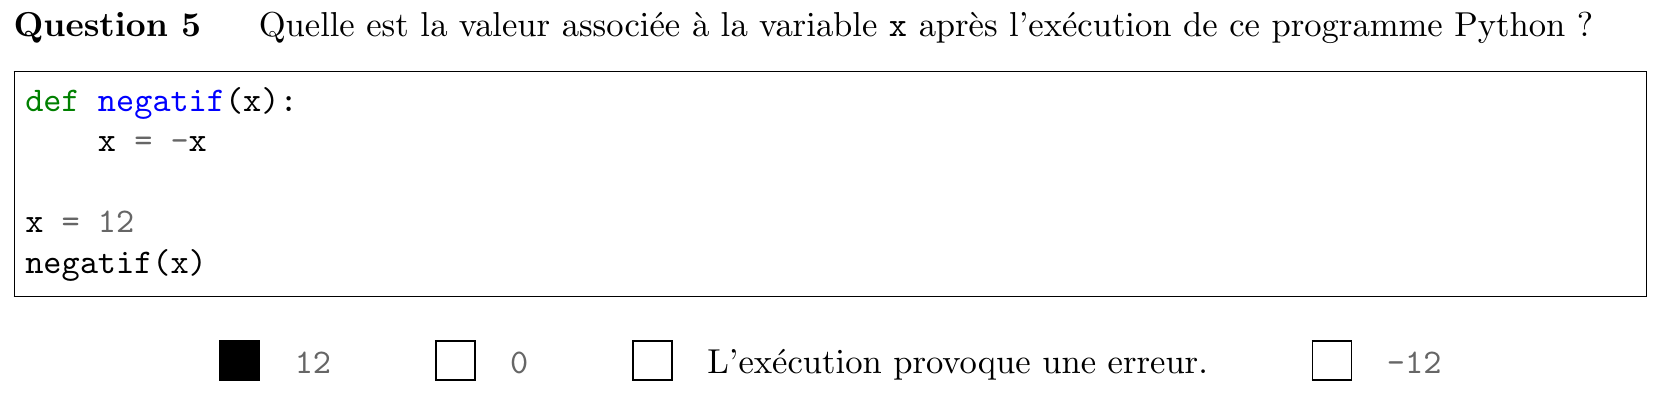 Question 5 Quelle est la valeur associée à la variable x après l'exécution de ce programme Python ?
def negatif(x):
    x = -x
x = 12
negatif(x)
12 0 L'exécution provoque une erreur. -12